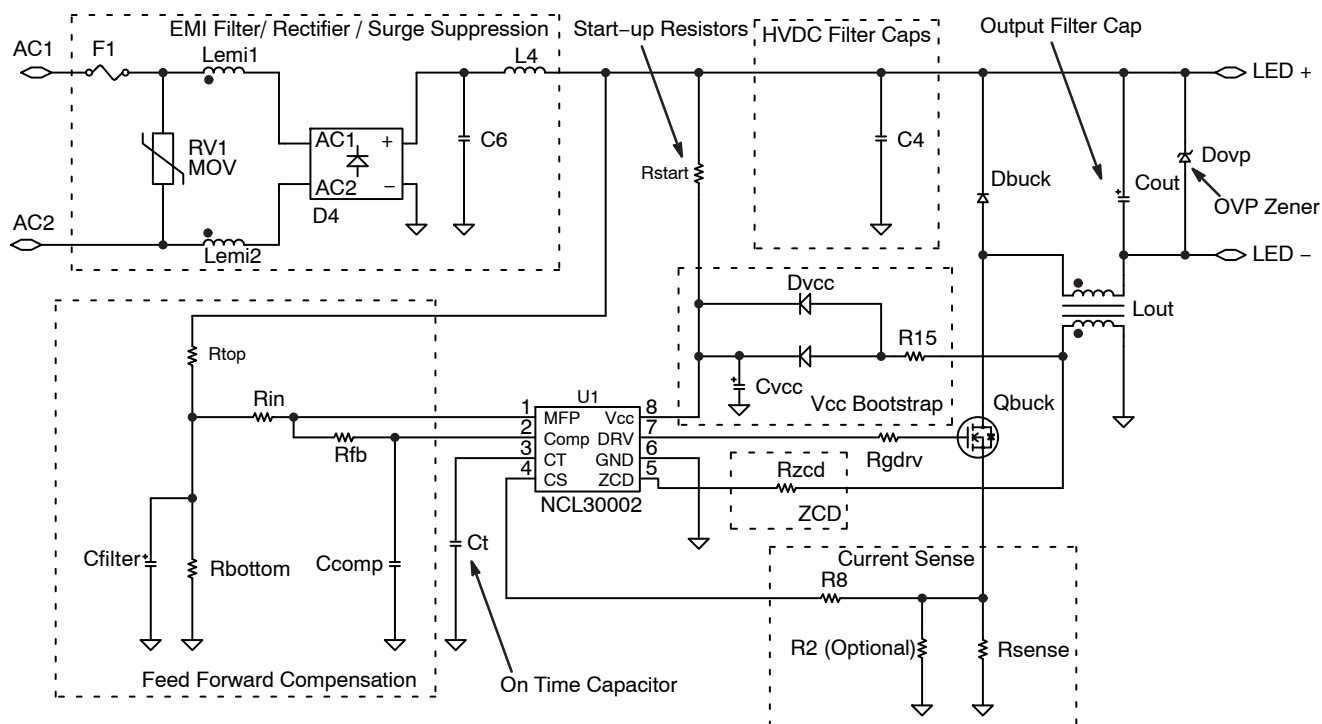 EMI Filter/ Rectifier / Surge Suppression
Start−up Resistors
HVDC Filter Caps
Output Filter Cap
AC1
F1
Lemi1
L4
LED +
RV1
MOV
AC1
+
AC2
−
D4
C6
Rstart
C4
Dbuck
Cout
Dovp
OVP Zener
AC2
Lemi2
LED −
Dvcc
R15
Lout
Cvcc
Vcc Bootstrap
Qbuck
Rtop
Rin
Rfb
U1
1
MFP
Vcc
8
2
Comp
DRV
7
3
CT
GND
6
4
CS
ZCD
5
NCL30002
Rgdrv
Rzcd
ZCD
Cfilter
+
Rbottom
Ccomp
Ct
Current Sense
R8
R2 (Optional)
Rsense
Feed Forward Compensation
On Time Capacitor